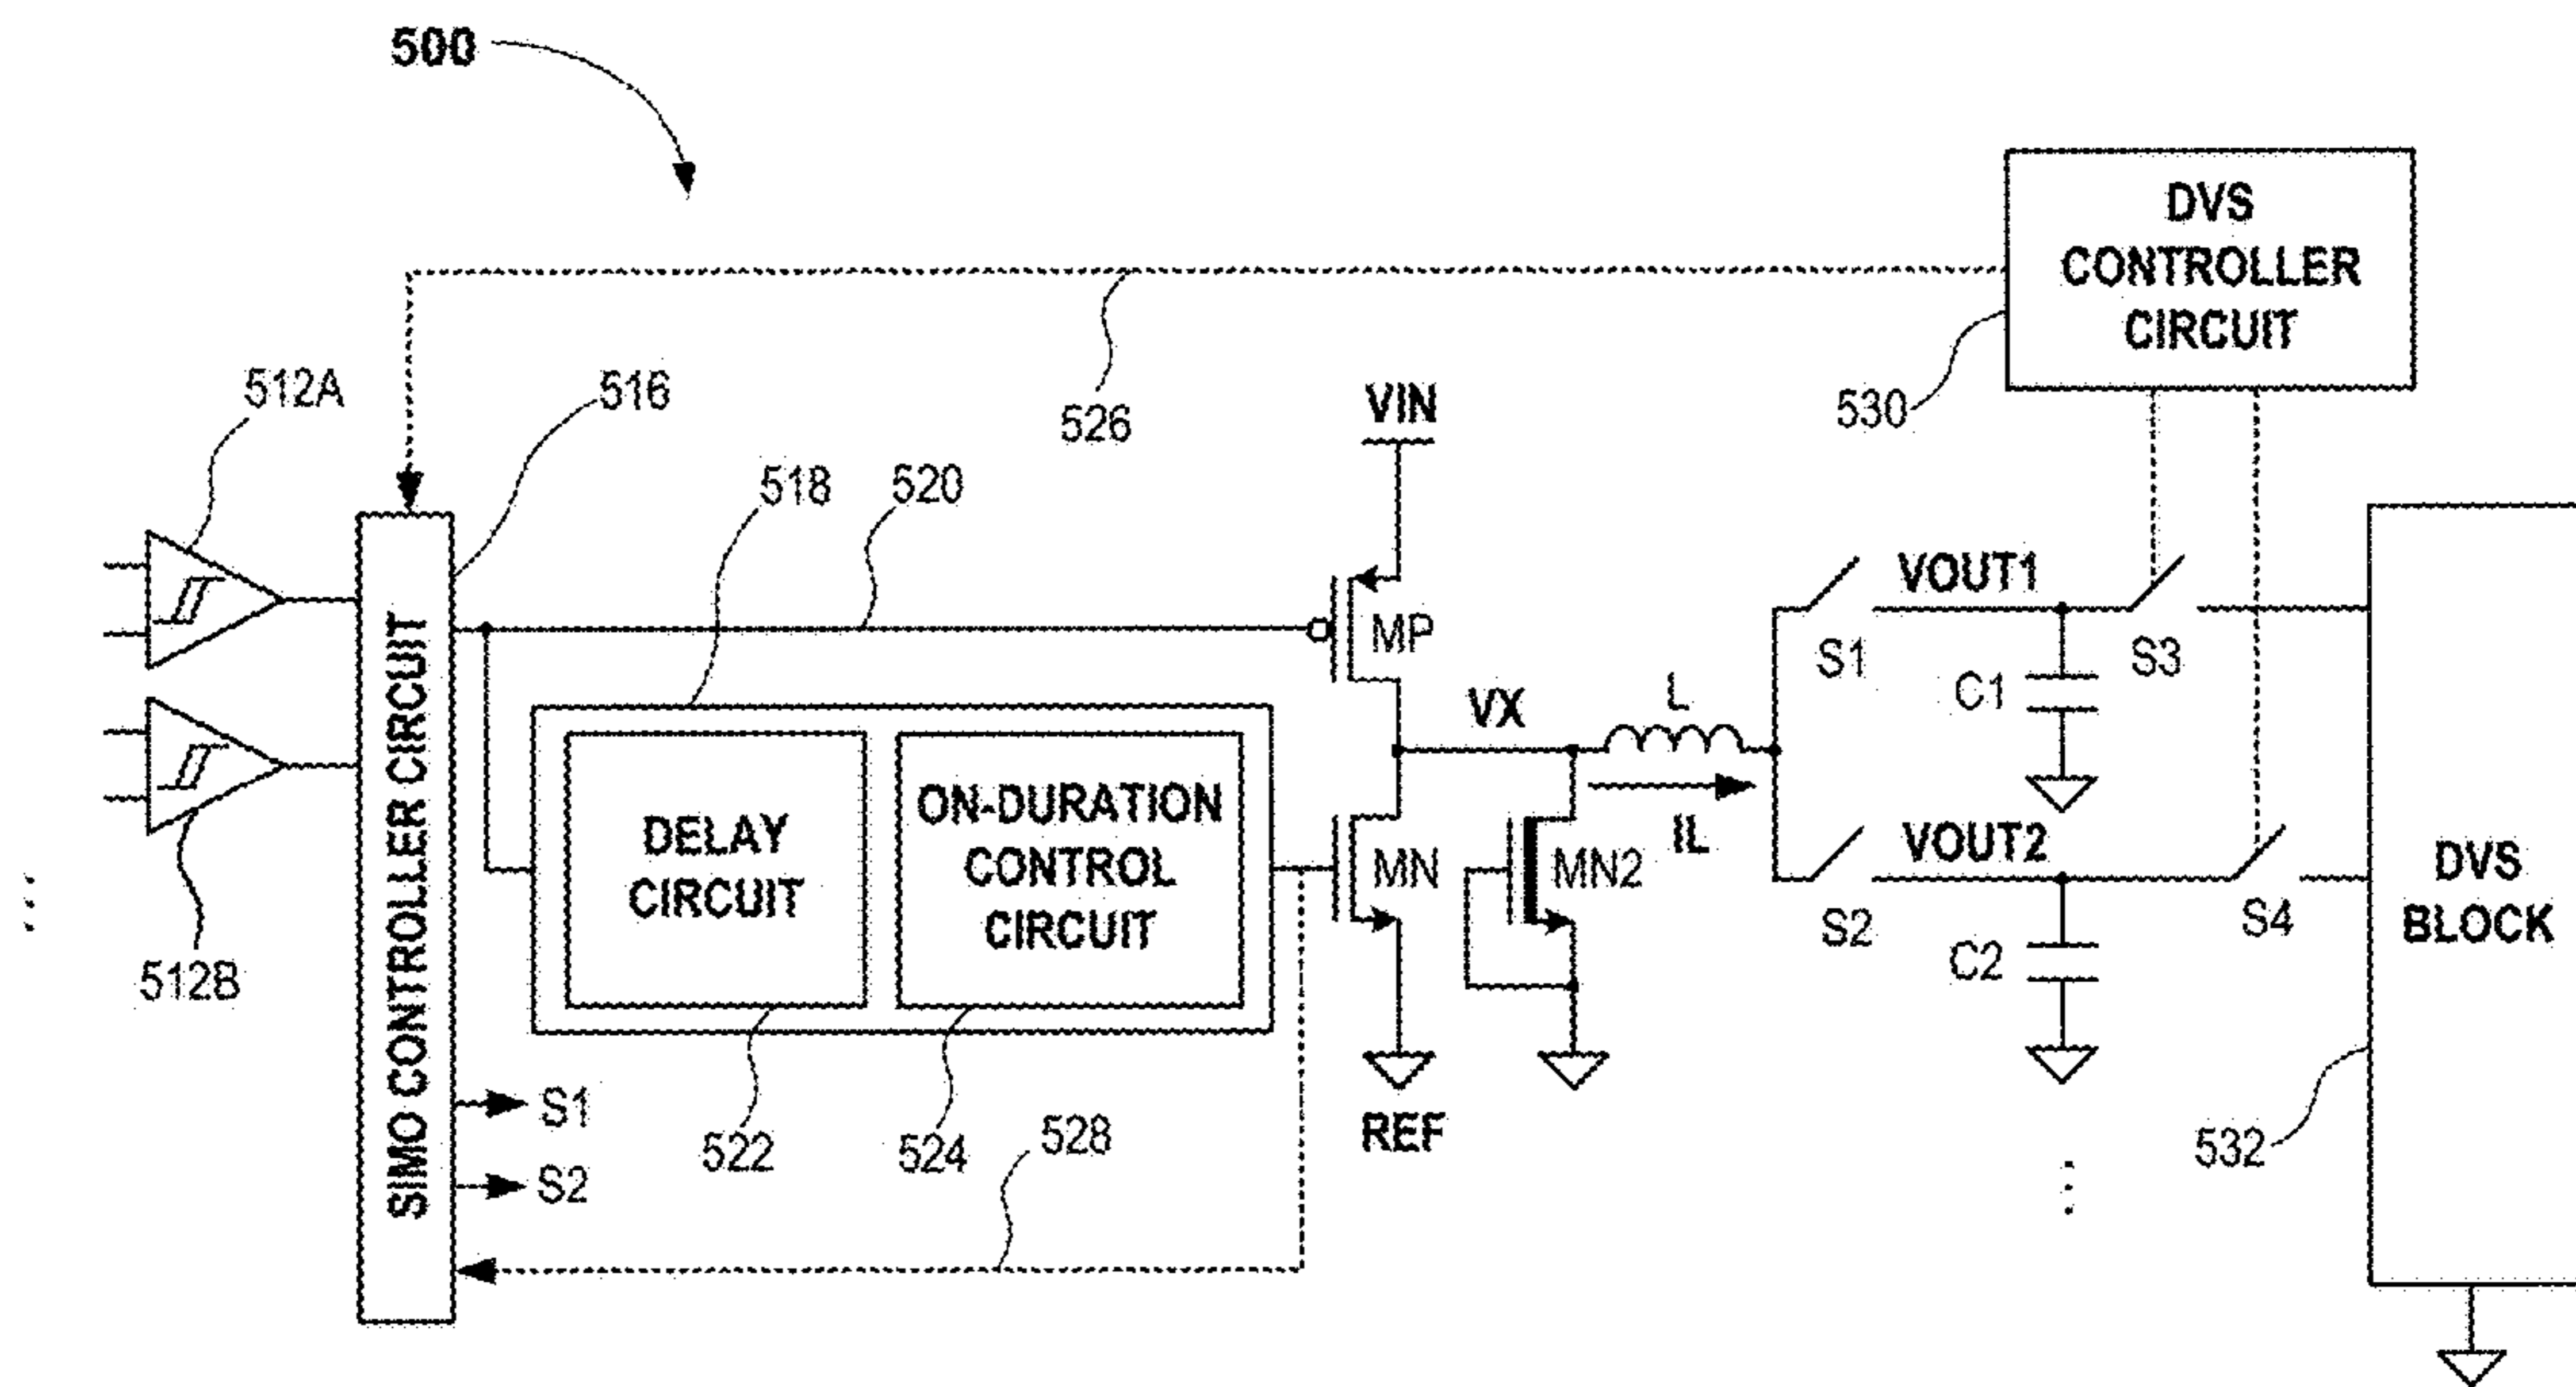 500
DVS
CONTROLLER
CIRCUIT
512A
516
526
530
VIN
518
520
SIMO CONTROLLER CIRCUIT
MP
VOUT1
S1
S3
C1
VX
L
IL
DELAY
CIRCUIT
ON-DURATION
CONTROL
CIRCUIT
MN
MN2
VOUT2
S2
S4
C2
DVS
BLOCK
512B
S1
S2
522
524
528
REF
532